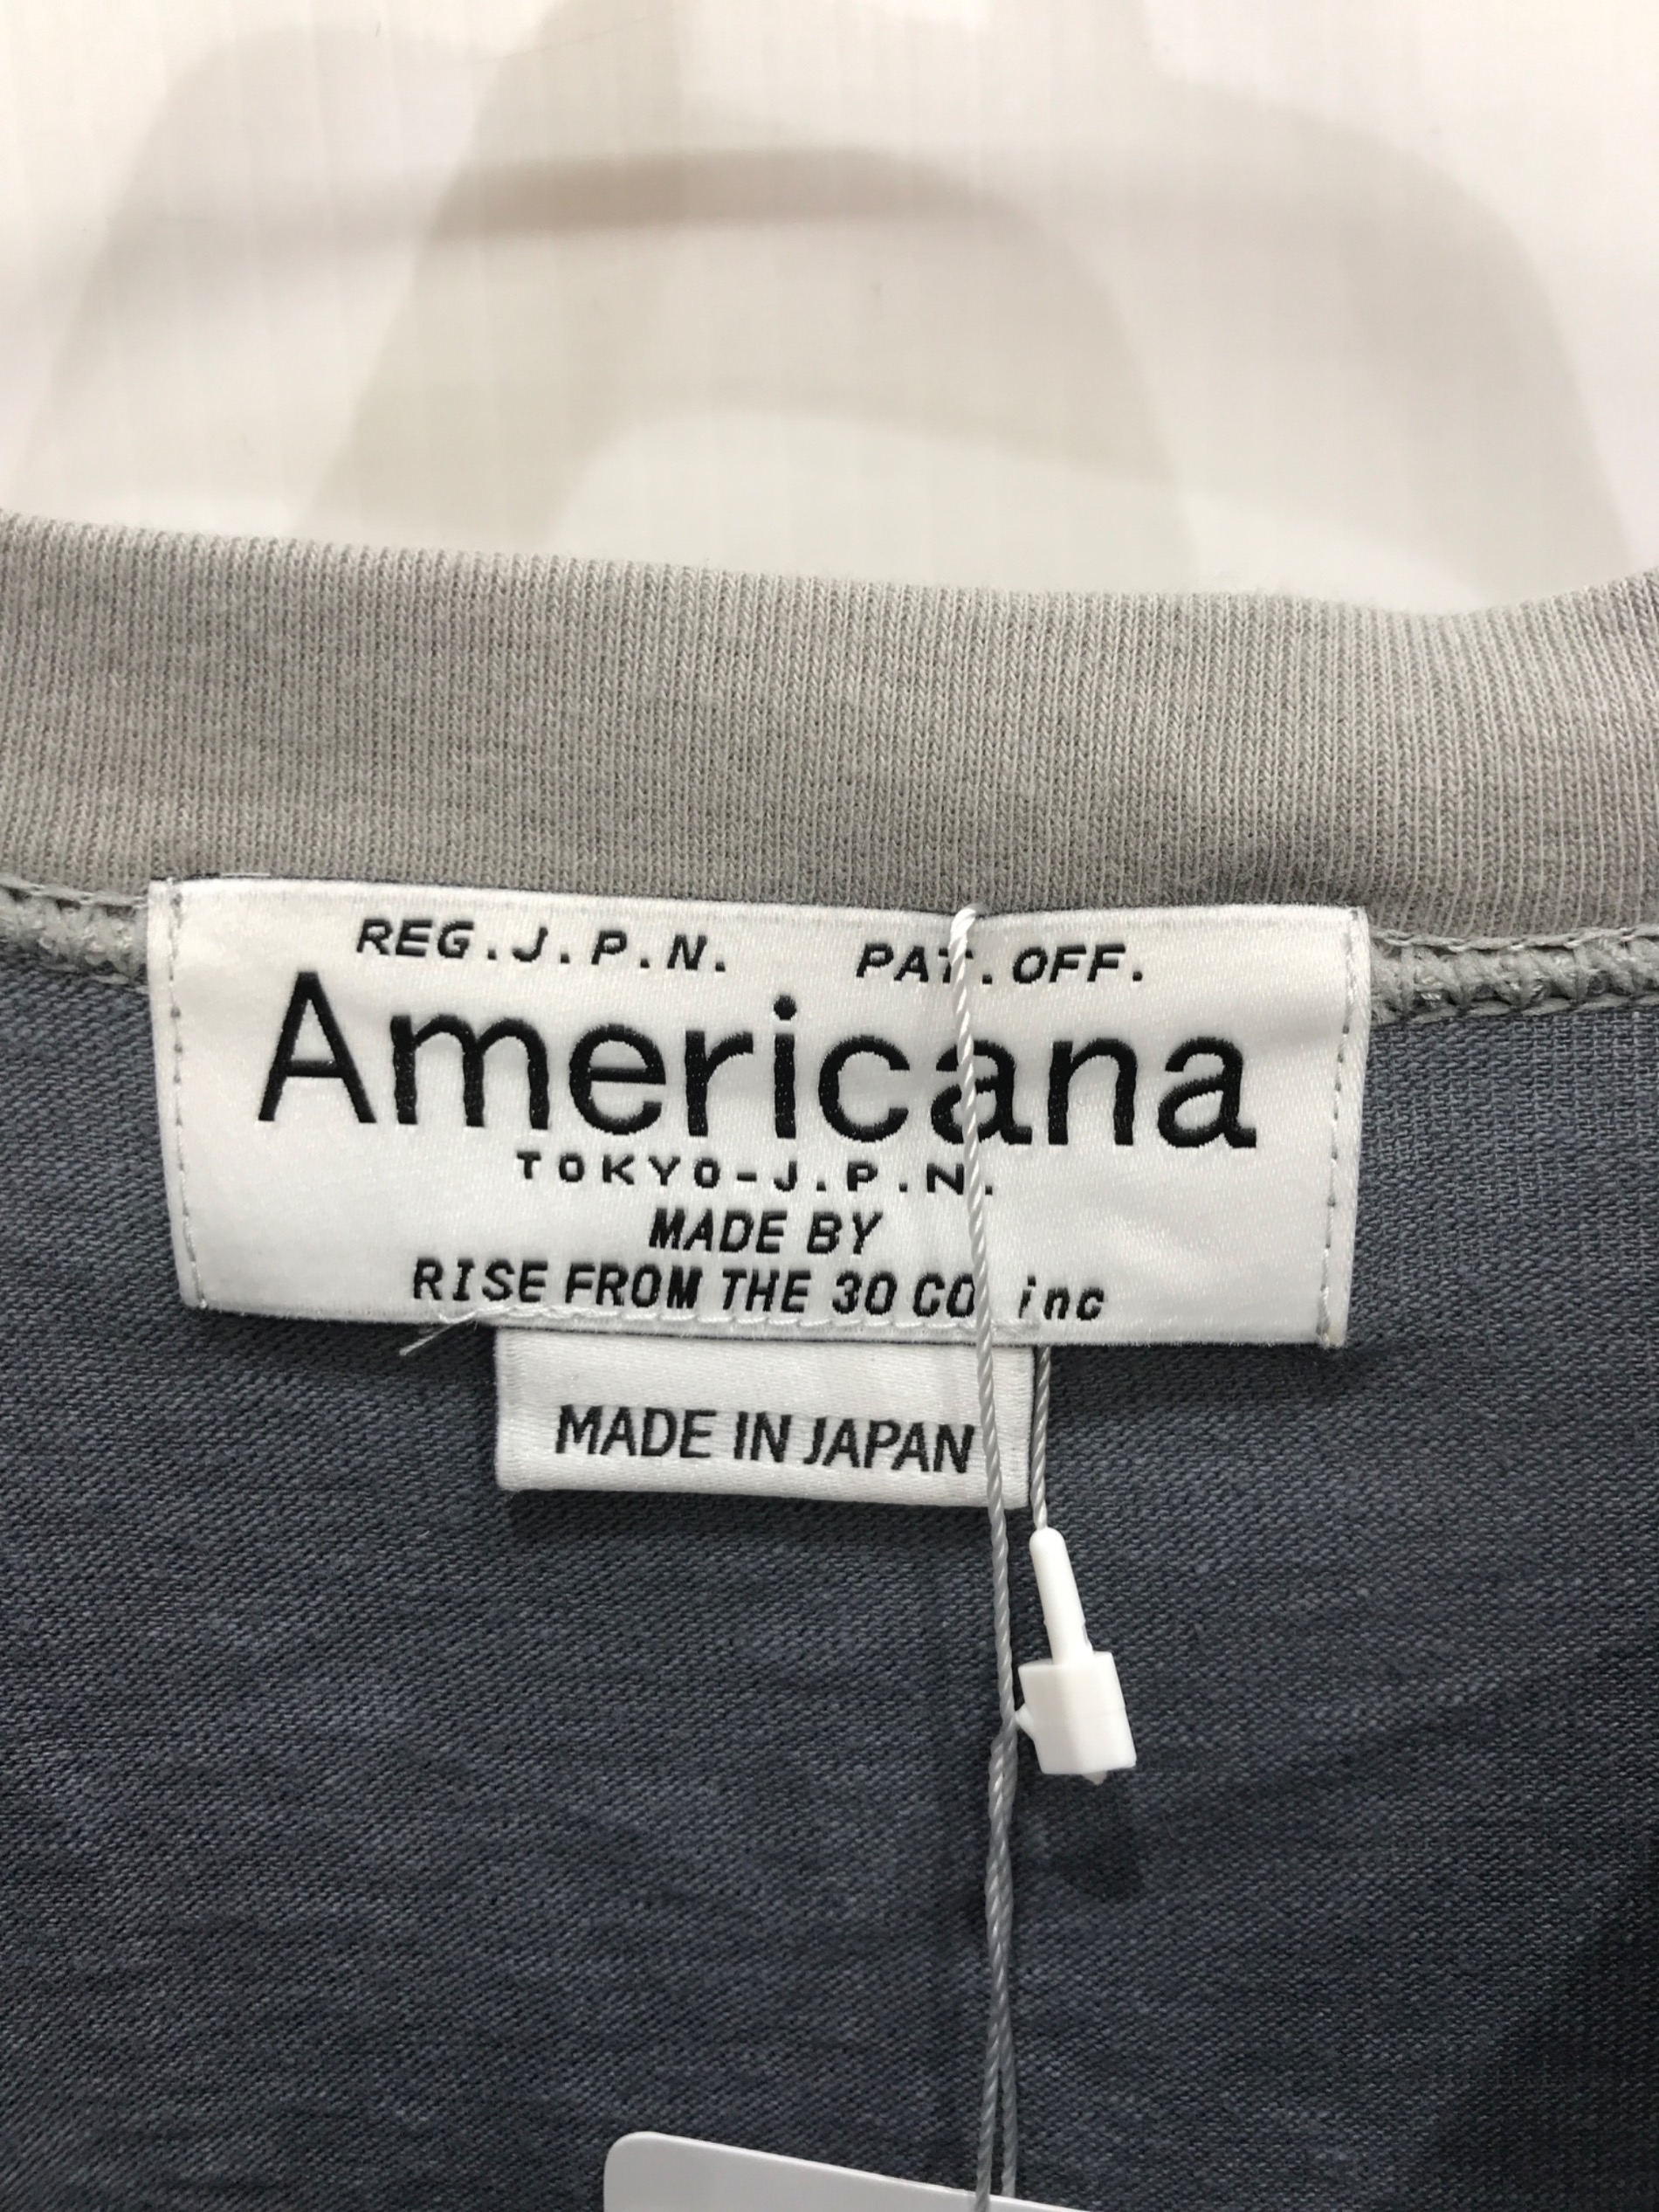 REG.J.P.N. PAT.OFF.
Americana
TOKYO-J.P.N.
MADE BY
RISE FROM THE 30 CO. inc
MADE IN JAPAN